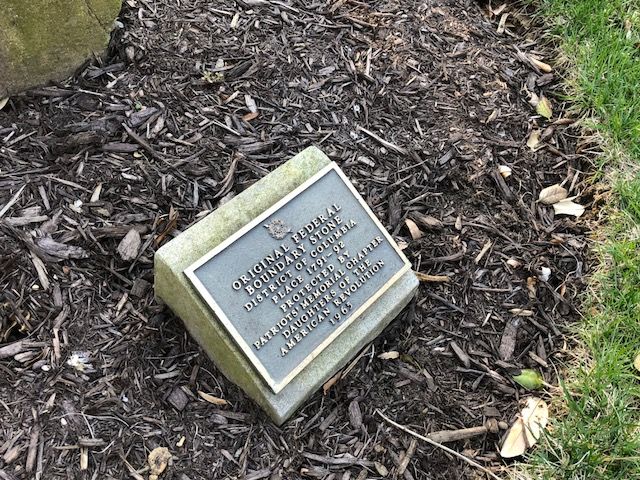 ORIGINAL FEDERAL
BOUNDARY STONE
DISTRICT OF COLUMBIA
PLACE 1791-92
PROTECTED BY
PATRIOTS MEMORIAL CHAPTER
DAUGHTERS OF THE
AMERICAN REVOLUTION
1965